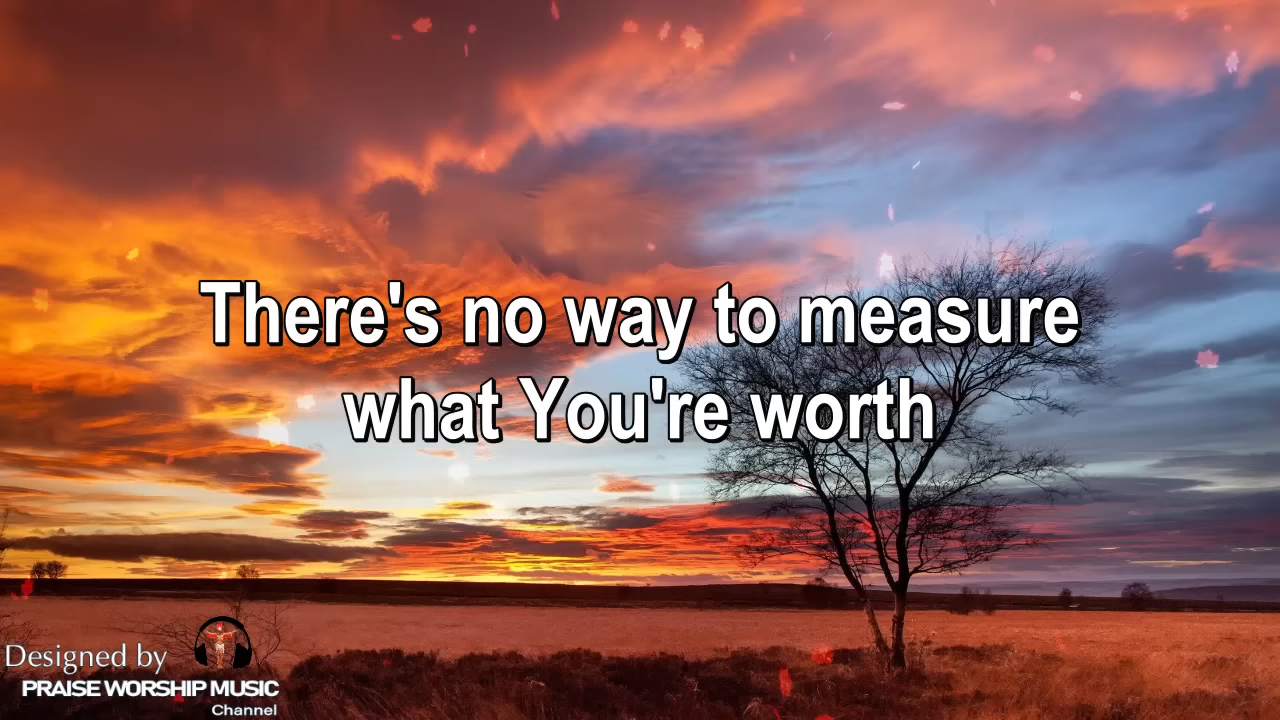 There's no way to measure
what You're worth
Designed by
PRAISE WORSHIP MUSIC
Channel